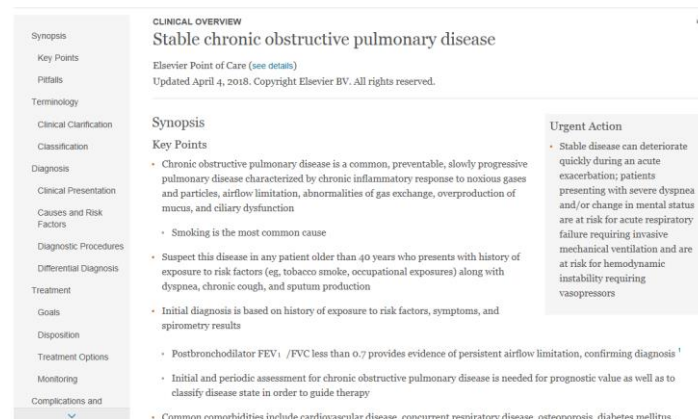 Synopsis
Key Points
Pitfalls
Terminology
Clinical Clarification
Classification
Diagnosis
Clinical Presentation
Causes and Risk
Factors
Diagnostic Procedures
Differential Diagnosis
Treatment
Goals
Disposition
Treatment Options
Monitoring
Complications and
CLINICAL OVERVIEW
Stable chronic obstructive pulmonary disease
Elsevier Point of Care (see details)
Updated April 4, 2018. Copyright Elsevier BV. All rights reserved.
Synopsis
Key Points
• Chronic obstructive pulmonary disease is a common, preventable, slowly progressive
pulmonary disease characterized by chronic inflammatory response to noxious gases
and particles, airflow limitation, abnormalities of gas exchange, overproduction of
mucus, and ciliary dysfunction
• Smoking is the most common cause
• Suspect this disease in any patient older than 40 years who presents with history of
exposure to risk factors (eg, tobacco smoke, occupational exposures) along with
dyspnea, chronic cough, and sputum production
• Initial diagnosis is based on history of exposure to risk factors, symptoms, and
spirometry results
• Postbronchodilator FEV₁ /FVC less than 0.7 provides evidence of persistent airflow limitation, confirming diagnosis ¹
• Initial and periodic assessment for chronic obstructive pulmonary disease is needed for prognostic value as well as to
classify disease state in order to guide therapy
• Common comorbidities include cardiovascular disease, concurrent respiratory disease, osteoporosis, diabetes mellitus
Urgent Action
• Stable disease can deteriorate
quickly during an acute
exacerbation; patients
presenting with severe dyspnea
and/or change in mental status
are at risk for acute respiratory
failure requiring invasive
mechanical ventilation and are
at risk for hemodynamic
instability requiring
vasopressors